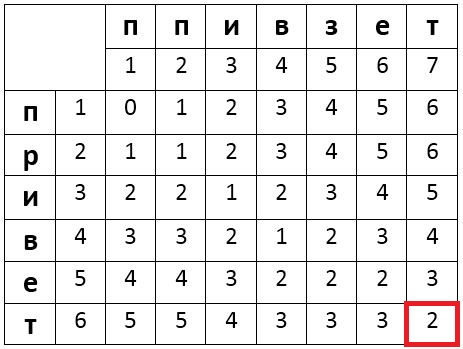 п п и в з е т
1 2 3 4 5 6 7
п 1 0 1 2 3 4 5 6
р 2 1 1 2 3 4 5 6
и 3 2 2 1 2 3 4 5
в 4 3 3 2 1 2 3 4
е 5 4 4 3 2 2 2 3
т 6 5 5 4 3 3 3 2